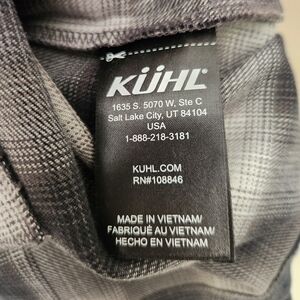 KÜHL
1635 S. 5070 W, Ste C
Salt Lake City, UT 84104
USA
1-888-218-3181
KUHL.COM
RN#108846
MADE IN VIETNAM/
FABRIQUÉ AU VIETNAM/
HECHO EN VIETNAM